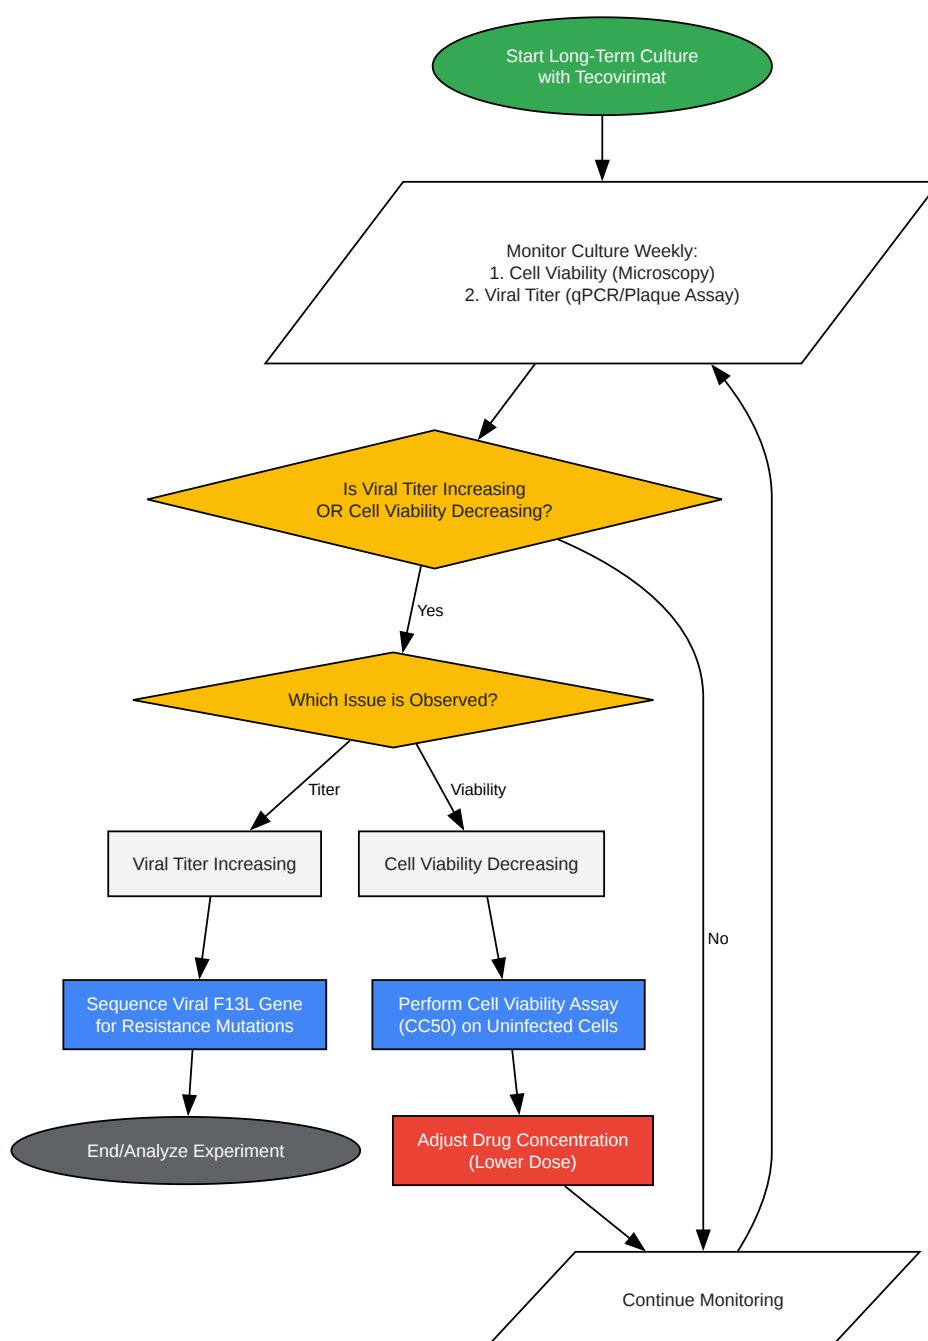 Start Long-Term Culture
with Tecovirimat
Monitor Culture Weekly:
1. Cell Viability (Microscopy)
2. Viral Titer (qPCR/Plaque Assay)
Is Viral Titer Increasing
OR Cell Viability Decreasing?
Yes
Which Issue is Observed?
Titer
Viability
Viral Titer Increasing
Cell Viability Decreasing
No
Sequence Viral F13L Gene
for Resistance Mutations
Perform Cell Viability Assay
(CC50) on Uninfected Cells
End/Analyze Experiment
Adjust Drug Concentration
(Lower Dose)
Continue Monitoring